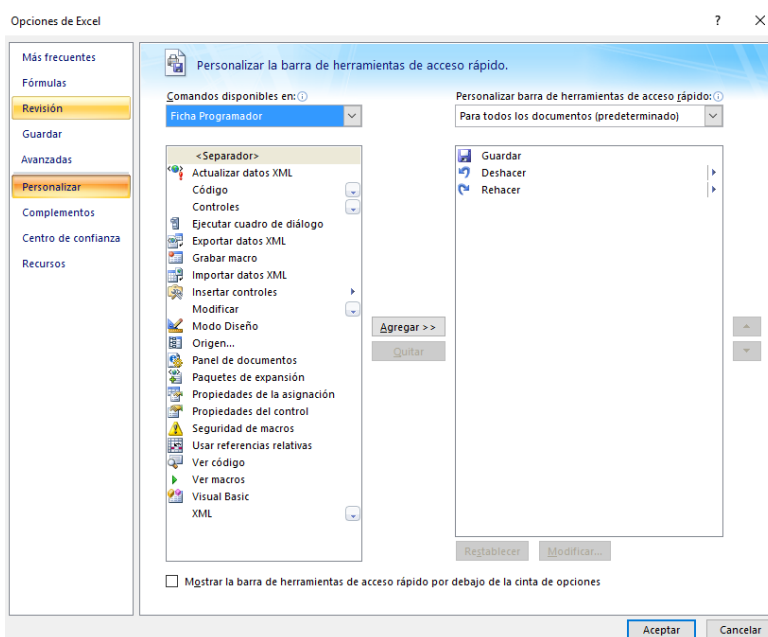 Opciones de Excel
?
Más frecuentes
Fórmulas
Revisión
Guardar
Avanzadas
Personalizar
Complementos
Centro de confianza
Recursos
Personalizar la barra de herramientas de acceso rápido.
Comandos disponibles en:
Ficha Programador
<Separador>
Actualizar datos XML
Código
Controles
Ejecutar cuadro de diálogo
Exportar datos XML
Grabar macro
Importar datos XML
Insertar controles
Modificar
Modo Diseño
Origen...
Panel de documentos
Paquetes de expansión
Propiedades de la asignación
Propiedades del control
Seguridad de macros
Usar referencias relativas
Ver código
Ver macros
Visual Basic
XML
Agregar >>
Quitar
Personalizar barra de herramientas de acceso rápido:
Para todos los documentos (predeterminado)
Guardar
Deshacer
Rehacer
Restablecer
Modificar...
Mostrar la barra de herramientas de acceso rápido por debajo de la cinta de opciones
Aceptar
Cancelar